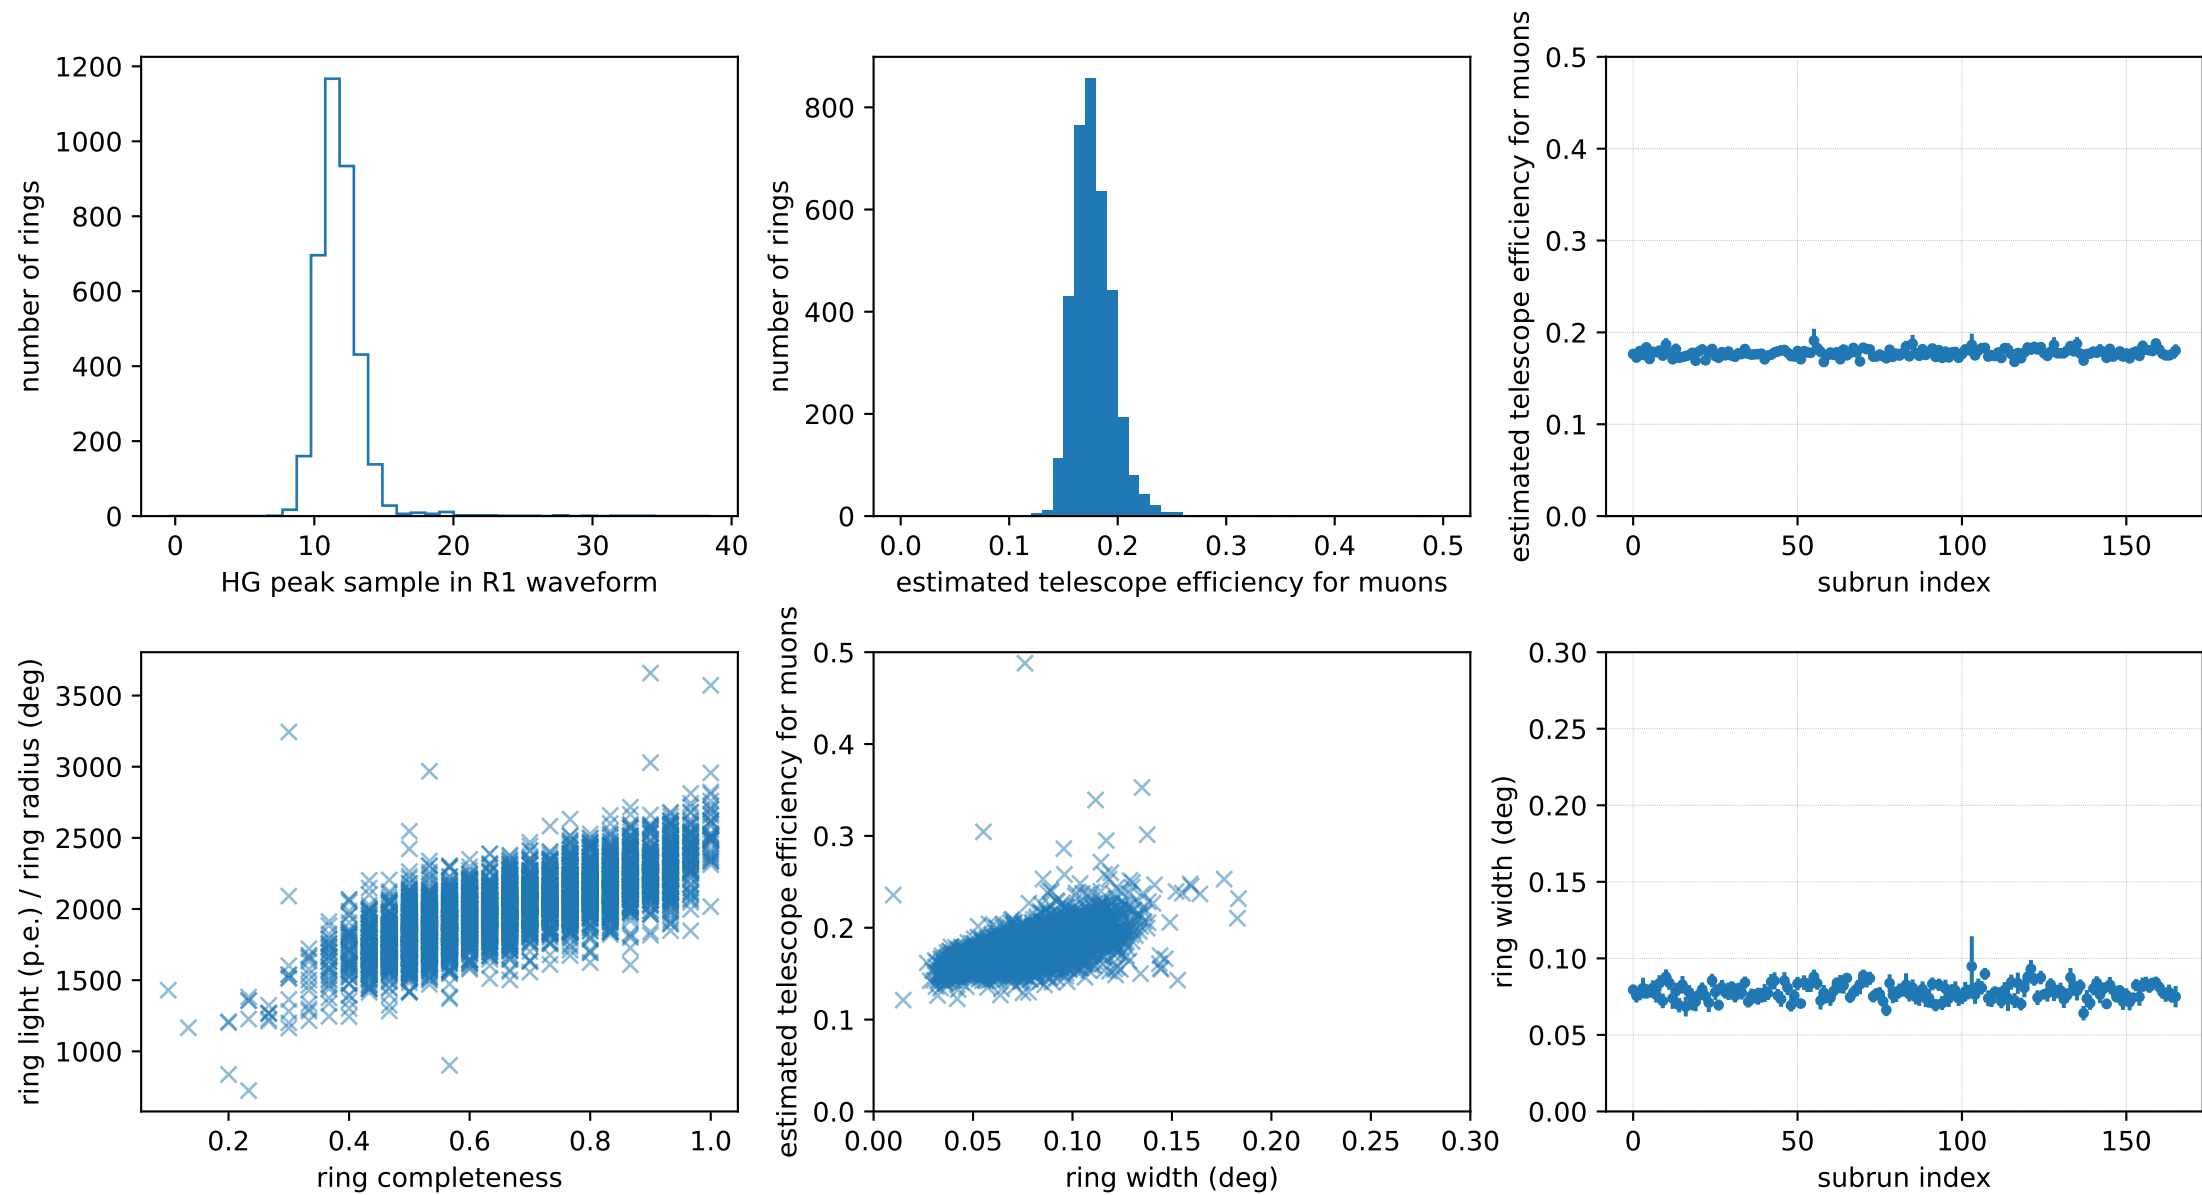 number of rings
1200
1000
800
600
400
200
0
0 10 20 30 40
HG peak sample in R1 waveform
number of rings
800
600
400
200
0
0.0 0.1 0.2 0.3 0.4 0.5
estimated telescope efficiency for muons
estimated telescope efficiency for muons
0.5
0.4
0.3
0.2
0.1
0.0
0 50 100 150
subrun index
ring light (p.e.) / ring radius (deg)
3500
3000
2500
2000
1500
1000
0.2 0.4 0.6 0.8 1.0
ring completeness
estimated telescope efficiency for muons
0.5
0.4
0.3
0.2
0.1
0.0
0.00 0.05 0.10 0.15 0.20 0.25 0.30
ring width (deg)
ring width (deg)
0.30
0.25
0.20
0.15
0.10
0.05
0.00
0 50 100 150
subrun index